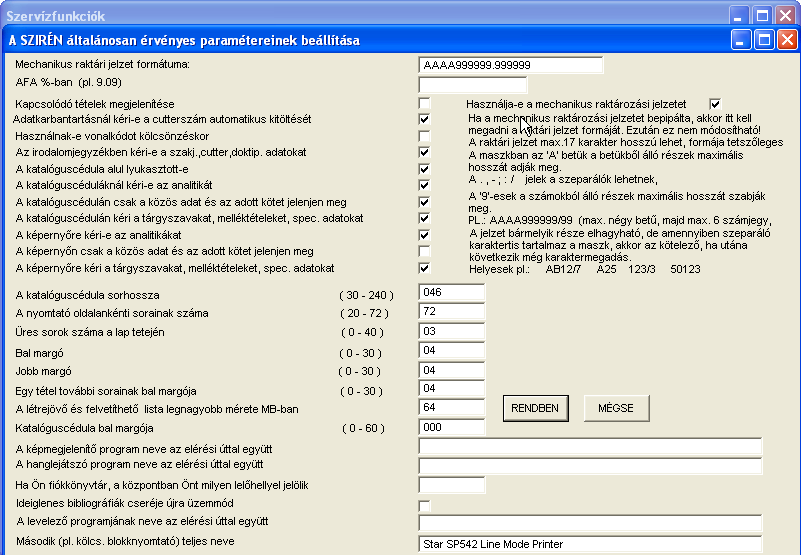 Szervízfunkciók
A SZIRÉN általánosan érvényes paramétereinek beállítása
Mechanikus raktári jelzet formátuma:
AAAA999999.999999
AFA %-ban (pl. 9.09)
Kapcsolódó tételek megjelenítése
Használja-e a mechanikus raktározási jelzetet
Adatkarbantartásnál kéri-e a cutterszám automatikus kitöltését
Használnak-e vonalkódot kölcsönzéskor
Az irodalomjegyzékben kéri-e a szakj.,cutter,doktip. adatokat
A katalóguscédula alul lyukasztott-e
A katalóguscéduláknál kéri-e az analitikát
A katalóguscédulán csak a közös adat és az adott kötet jelenjen meg
A katalóguscédulán kéri a tárgyszavakat, melléktételeket, spec. adatokat
A képernyőre kéri-e az analitikákat
A képernyőn csak a közös adat és az adott kötet jelenjen meg
A képernyőre kéri a tárgyszavakat, melléktételeket, spec. adatokat
Ha a mechanikus raktározási jelzetet bepipálta, akkor itt kell
megadni a raktári jelzet formáját. Ezután ez nem módosítható!
A raktári jelzet max.17 karakter hosszú lehet, formája tetszőleges
A maszkban az 'A' betük a betükből álló részek maximális
hosszát adják meg.
A . , - ; : / jelek a szeparálók lehetnek,
A '9'-esek a számokból álló részek maximális hosszát szabják
meg.
PL.: AAAA999999/99 (max. négy betű, majd max. 6 számjegy,
A jelzet bármelyik része elhagyható, de amennyiben szeparáló
karaktertis tartalmaz a maszk, akkor az kötelező, ha utána
következik még karaktermegadás.
Helyesek pl.: AB12/7 A25 123/3 50123
A katalóguscédula sorhossza ( 30 - 240 ) 046
A nyomtató oldalankénti sorainak száma ( 20 - 72 ) 72
Üres sorok száma a lap tetején ( 0 - 40 ) 03
Bal margó ( 0 - 30 ) 04
Jobb margó ( 0 - 30 ) 04
Egy tétel további sorainak bal margója ( 0 - 30 ) 04
A létrejövő és felvetíthető lista legnagyobb mérete MB-ban 64
RENDBEN
MÉGSE
Katalóguscédula bal margója ( 0 - 60 ) 000
A képmegjelenítő program neve az elérési úttal együtt
A hanglejátszó program neve az elérési úttal együtt
Ha Ön fiókkönyvtár, a központban Önt milyen lelőhellyel jelölik
Ideiglenes bibliográfiák cseréje újra üzemmód
A levelező programjának neve az elérési úttal együtt
Második (pl. kölcs. blokknyomtató) teljes neve
Star SP542 Line Mode Printer